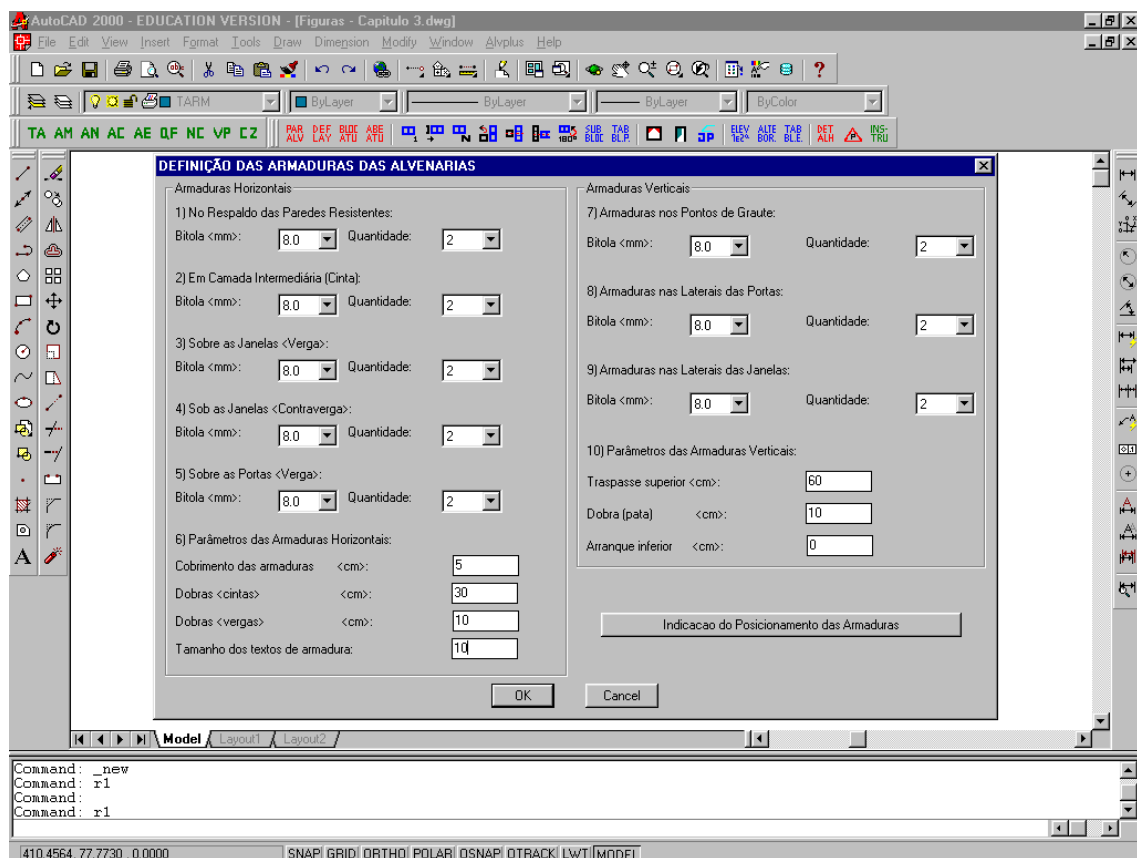 AutoCAD 2000 - EDUCATION VERSION - [Figuras - Capitulo 3.dwg]
File Edit View Insert Format Tools Draw Dimension Modify Window Alvplus Help
TARM ByLayer ByLayer ByLayer ByColor
TA AM AN AC AE QF NC VP CZ PAR ALV DEF LAY BLOC ATU ABE ATU 1 1 N 180° SUB BLOC TAB BL.P. JP ELEV 1e2ª ALTE BOR. TAB BL.E. DET ALH P INS- TRU
DEFINIÇÃO DAS ARMADURAS DAS ALVENARIAS
Armaduras Horizontais
1) No Respaldo das Paredes Resistentes:
Bitola <mm>: 8.0 Quantidade: 2
2) Em Camada Intermediária (Cinta):
Bitola <mm>: 8.0 Quantidade: 2
3) Sobre as Janelas <Verga>:
Bitola <mm>: 8.0 Quantidade: 2
4) Sob as Janelas <Contraverga>:
Bitola <mm>: 8.0 Quantidade: 2
5) Sobre as Portas <Verga>:
Bitola <mm>: 8.0 Quantidade: 2
6) Parâmetros das Armaduras Horizontais:
Cobrimento das armaduras <cm>: 5
Dobras <cintas> <cm>: 30
Dobras <vergas> <cm>: 10
Tamanho dos textos de armadura: 10
Armaduras Verticais
7) Armaduras nos Pontos de Graute:
Bitola <mm>: 8.0 Quantidade: 2
8) Armaduras nas Laterais das Portas:
Bitola <mm>: 8.0 Quantidade: 2
9) Armaduras nas Laterais das Janelas:
Bitola <mm>: 8.0 Quantidade: 2
10) Parâmetros das Armaduras Verticais:
Traspasse superior <cm>: 60
Dobra (pata) <cm>: 10
Arranque inferior <cm>: 0
Indicacao do Posicionamento das Armaduras
OK Cancel
Model Layout1 Layout2
Command: _new
Command: r1
Command:
Command: r1
410.4564, 77.7730 , 0.0000 SNAP GRID ORTHO POLAR OSNAP OTRACK LWT MODEL